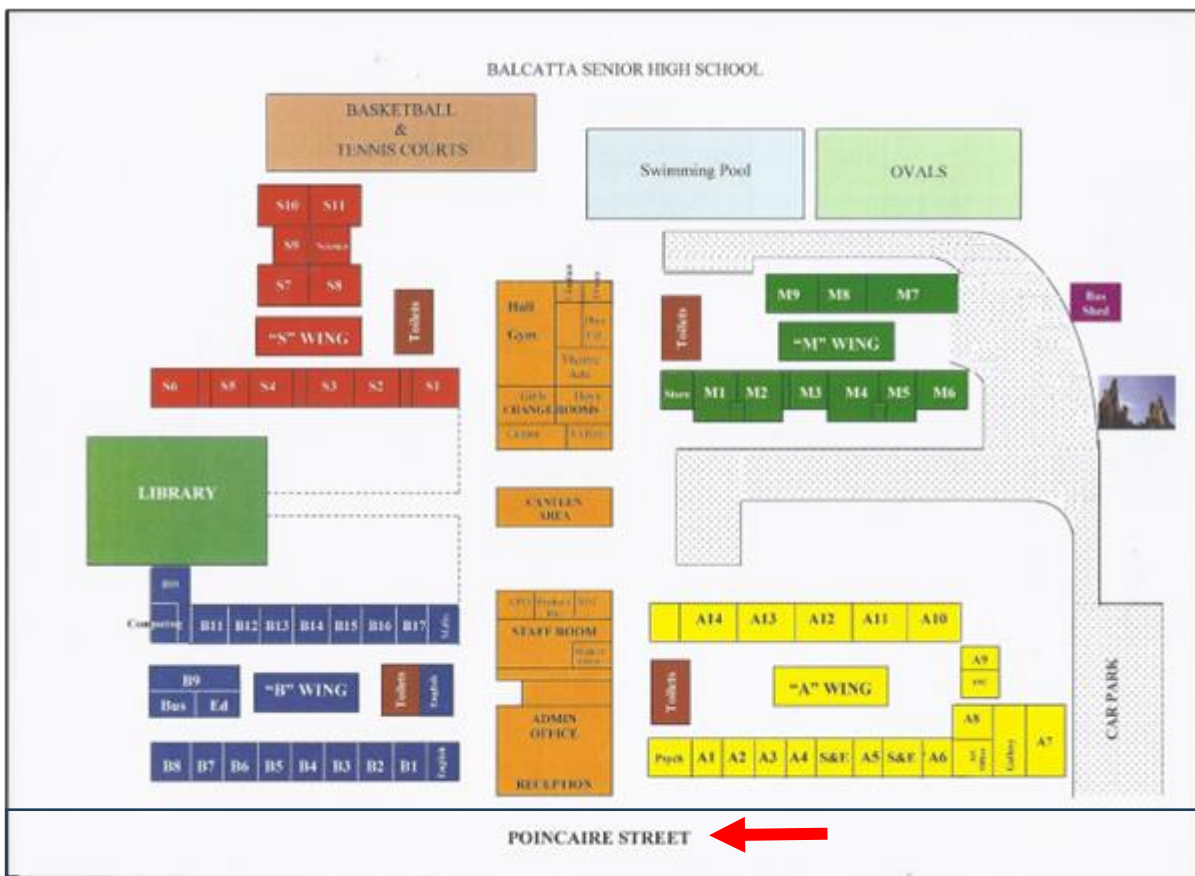 BALCATTA SENIOR HIGH SCHOOL
BASKETBALL
&
TENNIS COURTS
Swimming Pool
OVALS
S10 S11
S9 Science
S7 S8
"S" WING
Toilets
S6 S5 S4 S3 S2 S1
Hall
Gym
Phys
Ed
Theatre
Arts
Girls Boys
CHANGE ROOMS
Toilets
M9 M8 M7
"M" WING
Store M1 M2 M3 M4 M5 M6
Bus
Shed
LIBRARY
CANTEEN
AREA
Computing
B11 B12 B13 B14 B15 B16 B17
B9
Bus Ed
"B" WING
Toilets
English
B8 B7 B6 B5 B4 B3 B2 B1 English
STAFF ROOM
ADMIN
OFFICE
RECEPTION
A14 A13 A12 A11 A10
Toilets
"A" WING
A9
Psych A1 A2 A3 A4 S&E A5 S&E A6
A8
Office
Gallery
A7
CAR PARK
POINCAIRE STREET